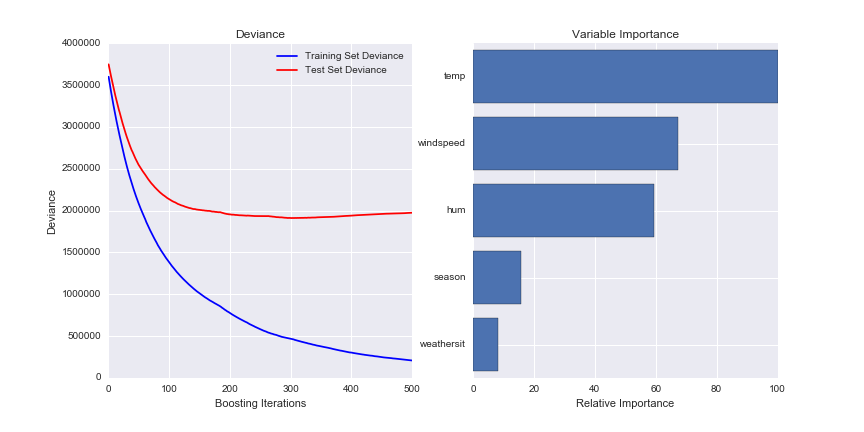 Deviance
4000000
3500000
3000000
2500000
2000000
1500000
1000000
500000
0
Deviance
Training Set Deviance
Test Set Deviance
0 100 200 300 400 500
Boosting Iterations
Variable Importance
temp
windspeed
hum
season
weathersit
0 20 40 60 80 100
Relative Importance